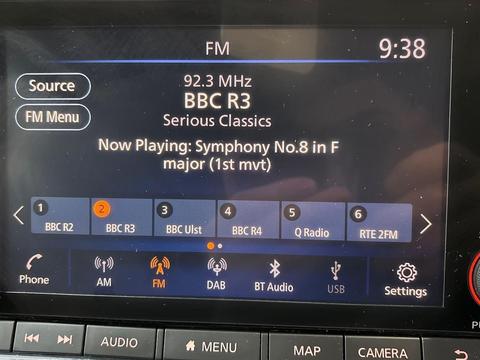 FM
9:38
Source
FM Menu
92.3 MHz
BBC R3
Serious Classics
Now Playing: Symphony No.8 in F
major (1st mvt)
1
BBC R2
2
BBC R3
3
BBC Ulst
4
BBC R4
5
Q Radio
6
RTE 2FM
Phone
AM
FM
DAB
BT Audio
USB
Settings
AUDIO
MENU
MAP
CAMERA